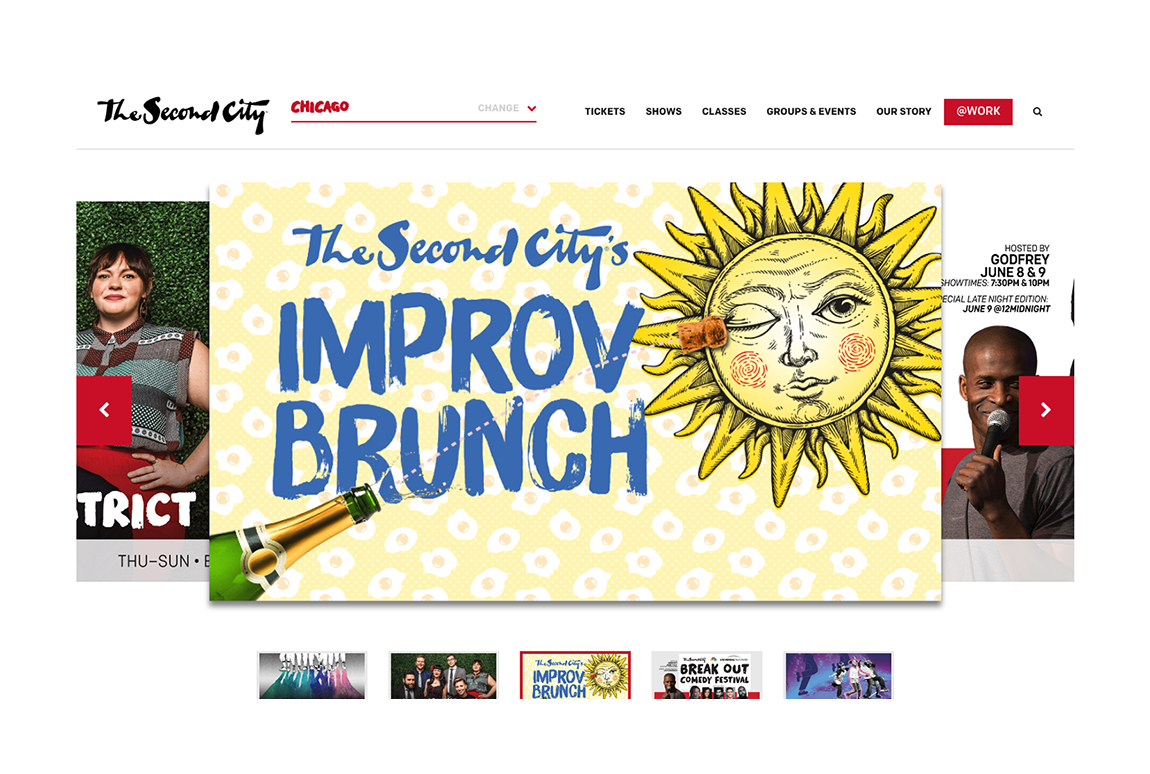 The Second City
CHICAGO
CHANGE
TICKETS
SHOWS
CLASSES
GROUPS & EVENTS
OUR STORY
@WORK
TRICT
THU–SUN •
The Second City's
IMPROV
BRUNCH
HOSTED BY
GODFREY
JUNE 8 & 9
SHOWTIMES: 7:30PM & 10PM
ECIAL LATE NIGHT EDITION:
JUNE 9 @12MIDNIGHT
The Second City's
IMPROV
BRUNCH
BREAK OUT
COMEDY FESTIVAL